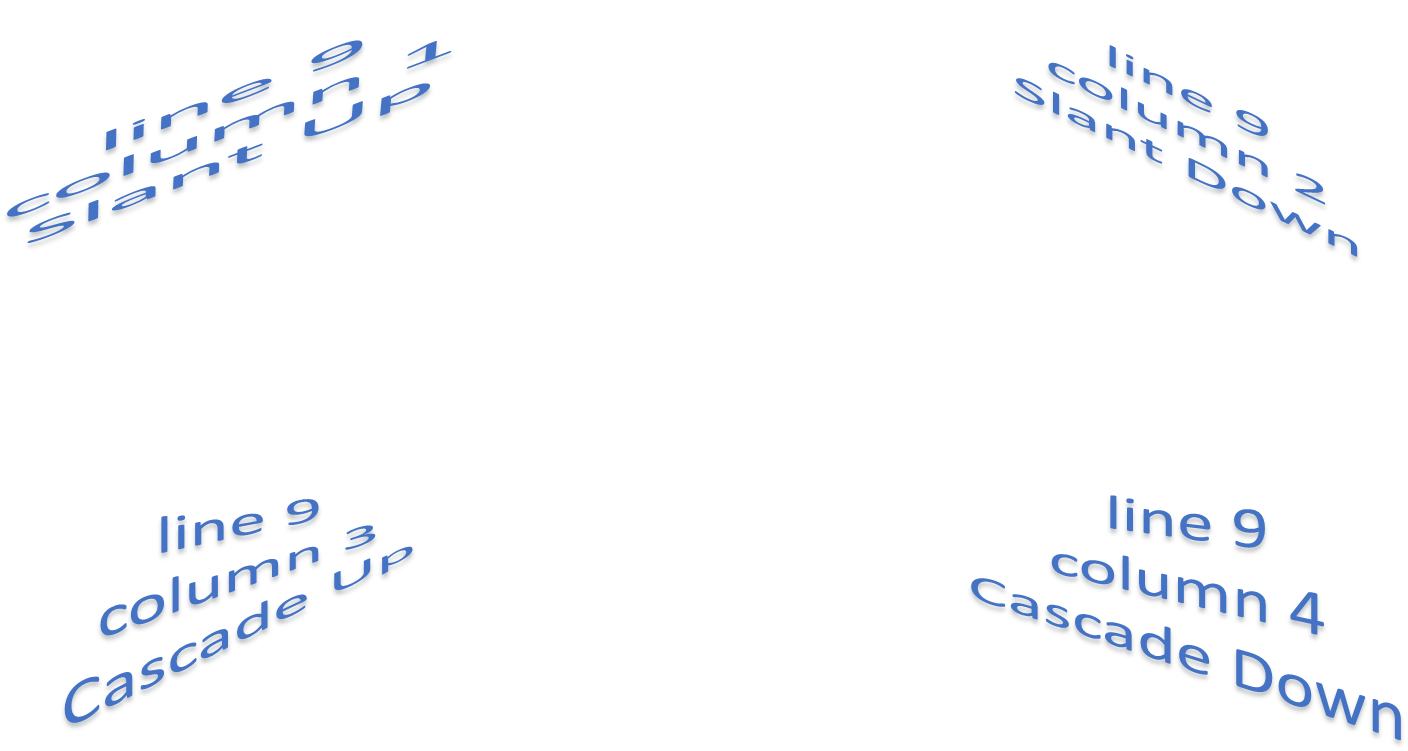 line 9
column 1
Slant Up
line 9
column 2
Slant Down
line 9
column 3
Cascade up
line 9
column 4
Cascade Down